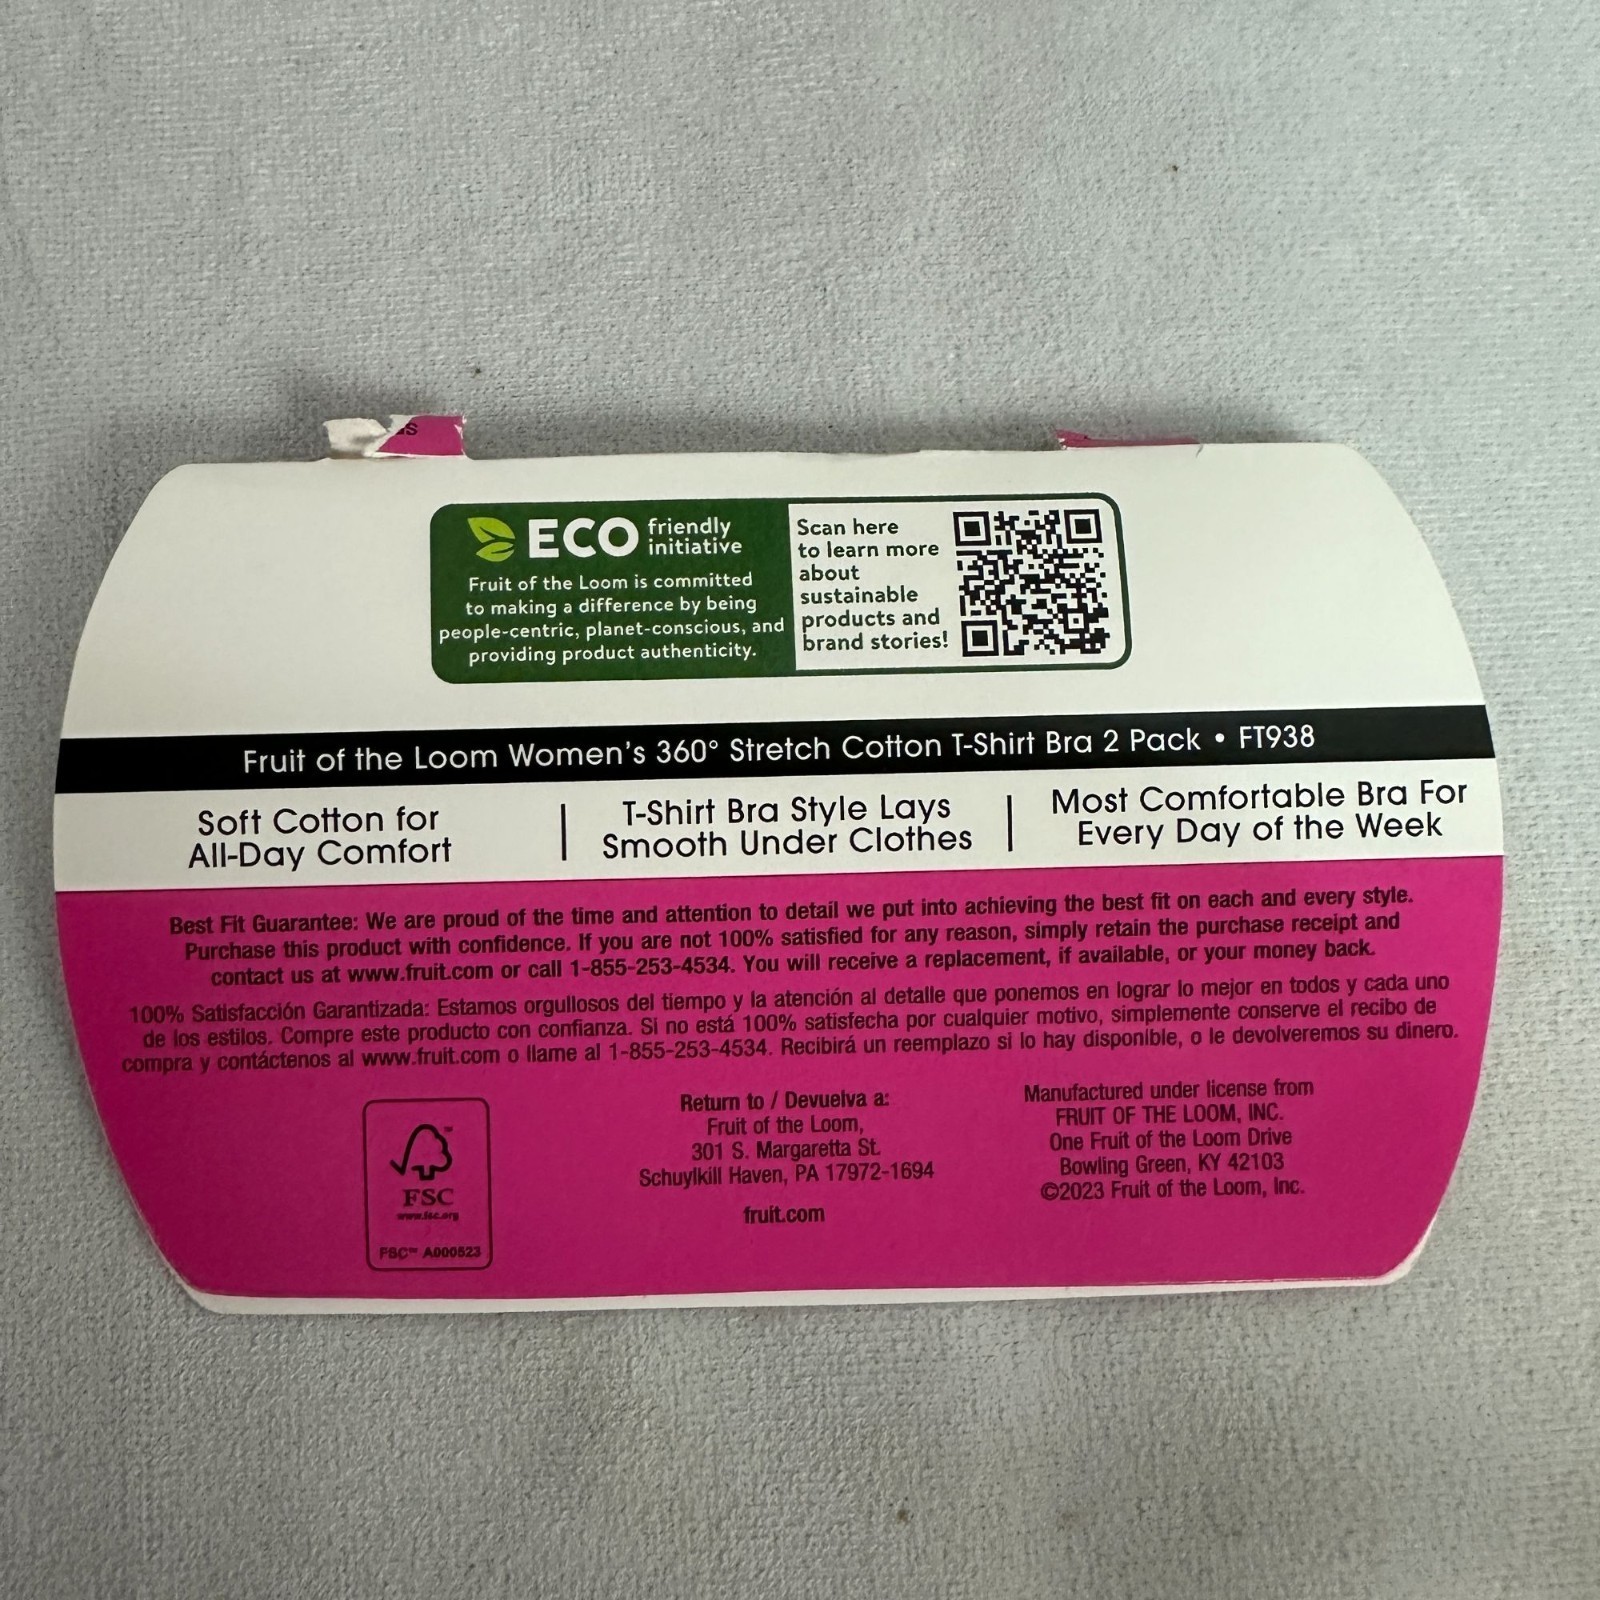 as
ECO friendly
initiative
Fruit of the Loom is committed
to making a difference by being
people-centric, planet-conscious, and
providing product authenticity.
Scan here
to learn more
about
sustainable
products and
brand stories!
Fruit of the Loom Women's 360° Stretch Cotton T-Shirt Bra 2 Pack • FT938
Soft Cotton for
All-Day Comfort
T-Shirt Bra Style Lays
Smooth Under Clothes
Most Comfortable Bra For
Every Day of the Week
Best Fit Guarantee: We are proud of the time and attention to detail we put into achieving the best fit on each and every style.
Purchase this product with confidence. If you are not 100% satisfied for any reason, simply retain the purchase receipt and
contact us at www.fruit.com or call 1-855-253-4534. You will receive a replacement, if available, or your money back.
100% Satisfacción Garantizada: Estamos orgullosos del tiempo y la atención al detalle que ponemos en lograr lo mejor en todos y cada uno
de los estilos. Compre este producto con confianza. Si no está 100% satisfecha por cualquier motivo, simplemente conserve el recibo de
compra y contáctenos al www.fruit.com o llame al 1-855-253-4534. Recibirá un reemplazo si lo hay disponible, o le devolveremos su dinero.
FSC
www.fsc.org
FSC™ A000523
Return to / Devuelva a:
Fruit of the Loom,
301 S. Margaretta St.
Schuylkill Haven, PA 17972-1694
fruit.com
Manufactured under license from
FRUIT OF THE LOOM, INC.
One Fruit of the Loom Drive
Bowling Green, KY 42103
©2023 Fruit of the Loom, Inc.